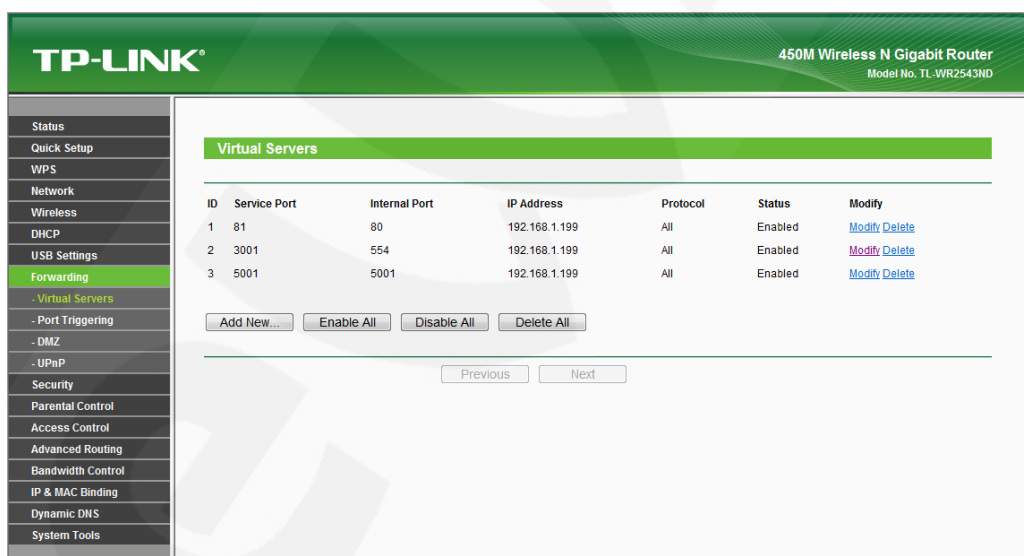 TP-LINK®
450M Wireless N Gigabit Router
Model No. TL-WR2543ND
Status
Quick Setup
WPS
Network
Wireless
DHCP
USB Settings
Forwarding
- Virtual Servers
- Port Triggering
- DMZ
- UPnP
Security
Parental Control
Access Control
Advanced Routing
Bandwidth Control
IP & MAC Binding
Dynamic DNS
System Tools
Virtual Servers
ID Service Port Internal Port IP Address Protocol Status Modify
1 81 80 192.168.1.199 All Enabled Modify Delete
2 3001 554 192.168.1.199 All Enabled Modify Delete
3 5001 5001 192.168.1.199 All Enabled Modify Delete
Add New... Enable All Disable All Delete All
Previous Next